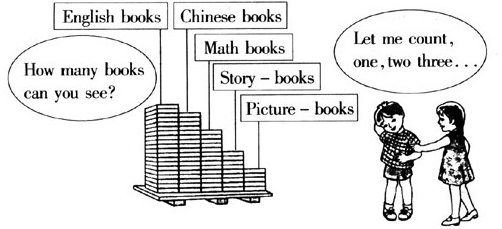 English books
Chinese books
Math books
Story – books
Picture – books
How many books
can you see?
Let me count,
one, two three . . .